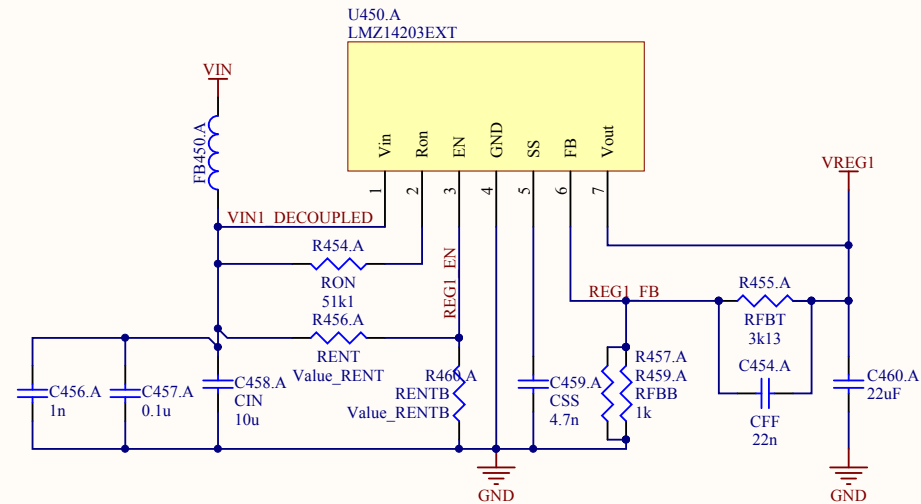 U450.A
LMZ14203EXT
VIN
FB450.A
Vin
Ron
EN
GND
SS
FB
Vout
1
2
3
4
5
6
7
VREG1
VIN1_DECOUPLED
R454.A
RON
51k1
REG1_EN
REG1_FB
R455.A
RFBT
3k13
R456.A
RENT
Value_RENT
C454.A
CFF
22n
C456.A
1n
C457.A
0.1u
C458.A
CIN
10u
R460.A
RENTB
Value_RENTB
C459.A
CSS
4.7n
R457.A
R459.A
RFBB
1k
C460.A
22uF
GND
GND